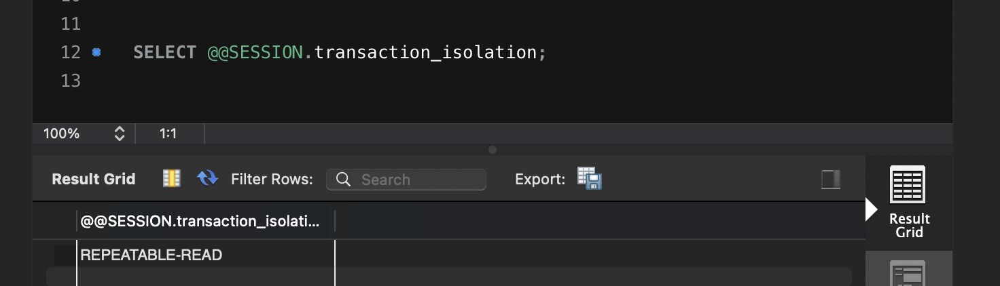 11
12 SELECT @@SESSION.transaction_isolation;
13
100% 1:1
Result Grid Filter Rows: Search Export:
Result
Grid
@@SESSION.transaction_isolati...
REPEATABLE-READ